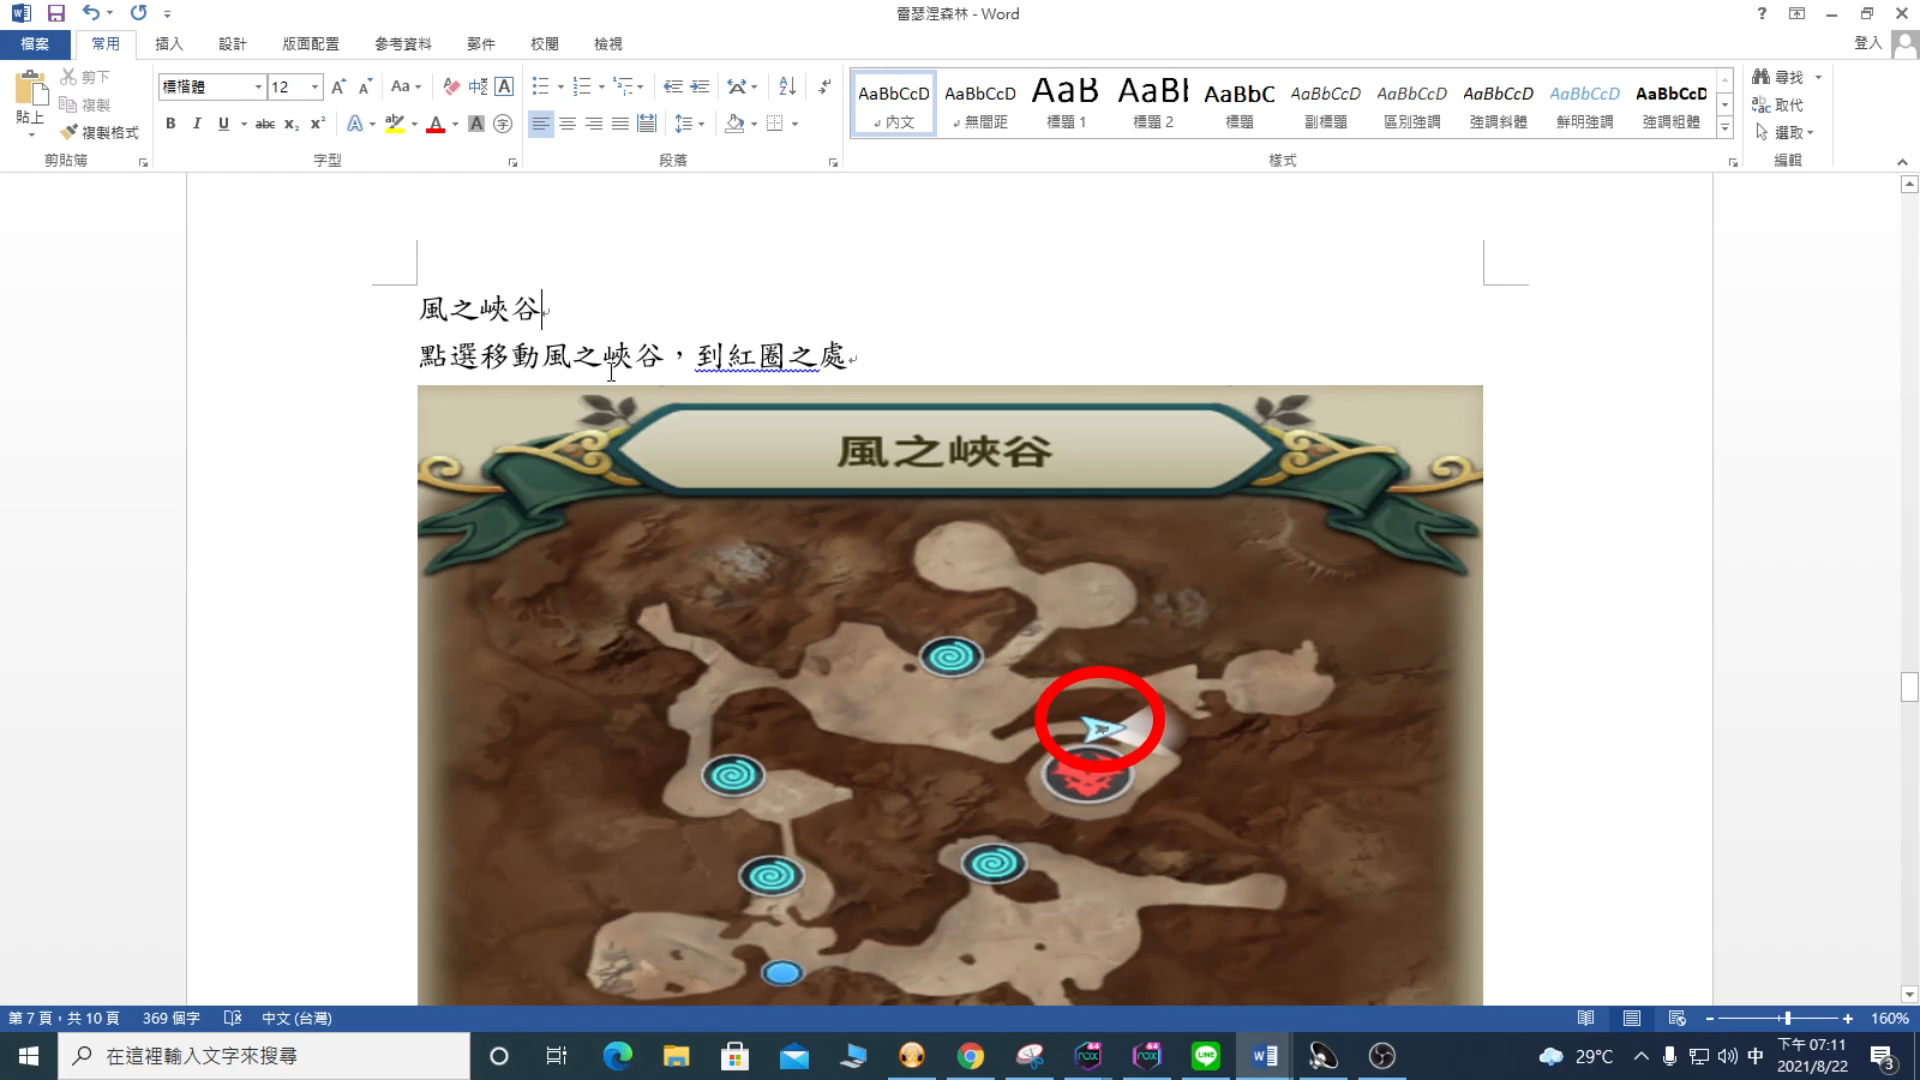 雷瑟涅森林 - Word
?
檔案
常用
插入
設計
版面配置
參考資料
郵件
校閱
檢視
登入
貼上
剪下
複製
複製格式
剪貼簿
標楷體
12
Aa
A
B I U abc x₂ x² A A A 字
字型
段落
AaBbCcD
內文
AaBbCcD
無間距
AaB
標題 1
AaBl
標題 2
AaBbC
標題
AaBbCcD
副標題
AaBbCcD
區別強調
AaBbCcD
強調斜體
AaBbCcD
鮮明強調
AaBbCcD
強調粗體
樣式
尋找
取代
選取
編輯
風之峽谷
點選移動風之峽谷，到紅圈之處
風之峽谷
第 7 頁，共 10 頁
369 個字
中文 (台灣)
160%
在這裡輸入文字來搜尋
29°C
中
下午 07:11
2021/8/22
3